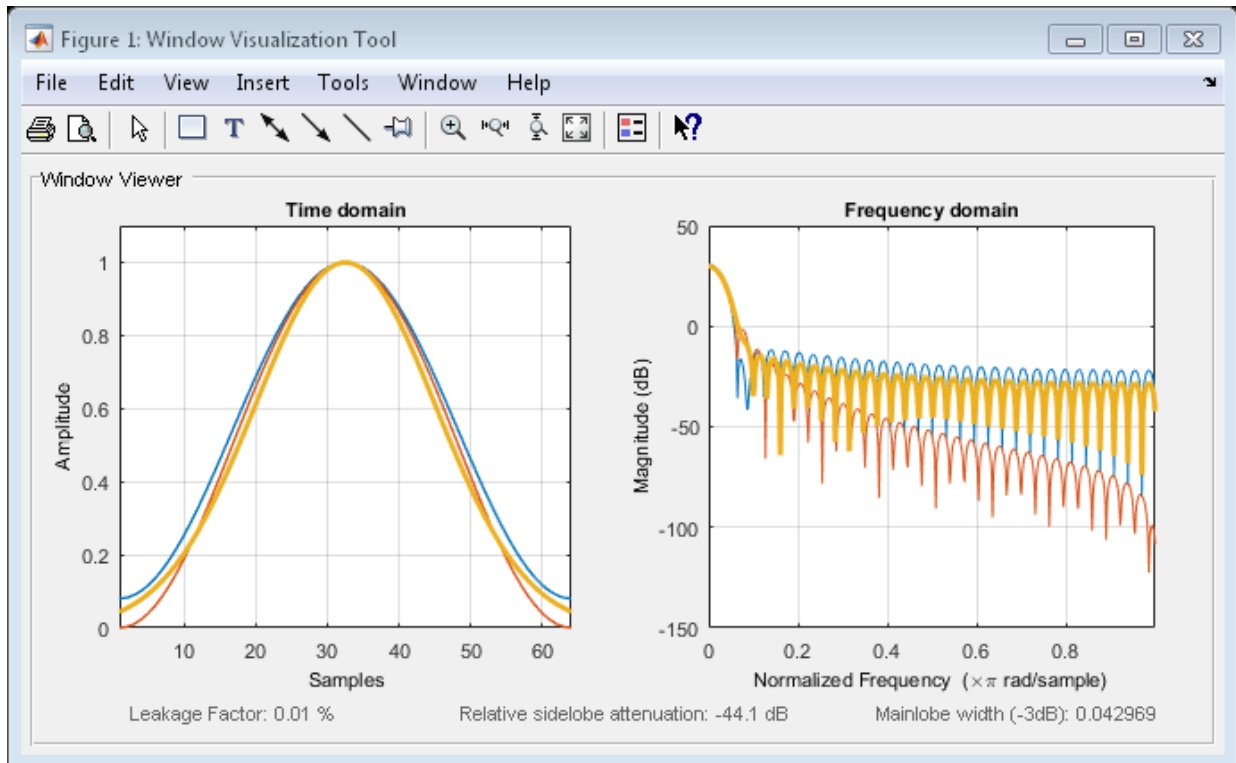 Figure 1: Window Visualization Tool
File Edit View Insert Tools Window Help
T
?
Window Viewer
Time domain
1
0.8
0.6
0.4
0.2
0
Amplitude
10 20 30 40 50 60
Samples
Frequency domain
50
0
-50
-100
-150
Magnitude (dB)
0 0.2 0.4 0.6 0.8
Normalized Frequency (×π rad/sample)
Leakage Factor: 0.01 % Relative sidelobe attenuation: -44.1 dB Mainlobe width (-3dB): 0.042969